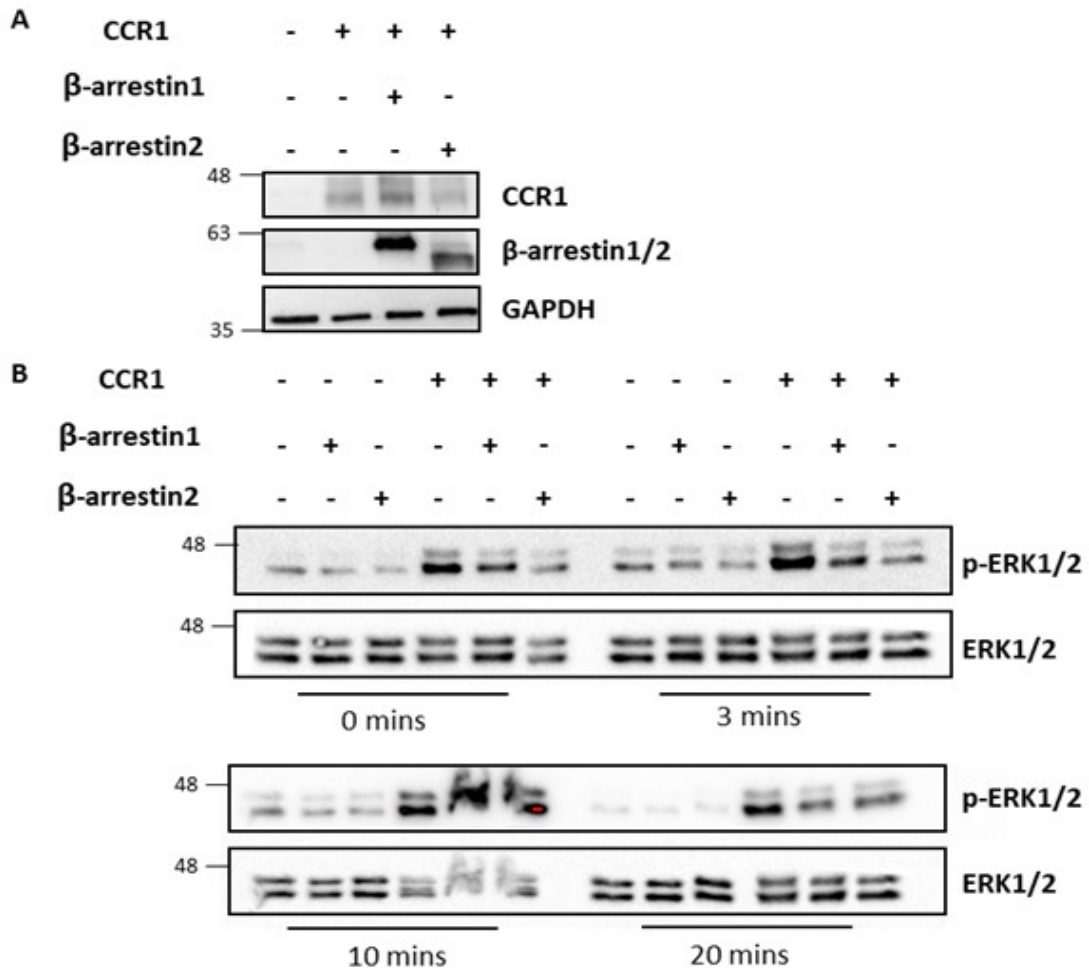 A
CCR1 - + + +
β-arrestin1 - - + -
β-arrestin2 - - - +
48 CCR1
63 β-arrestin1/2
GAPDH
35
B
CCR1 - - - + + + - - - + + +
β-arrestin1 - + - - + - - + - - + -
β-arrestin2 - - + - - + - - + - - +
48 p-ERK1/2
48 ERK1/2
0 mins 3 mins
48 p-ERK1/2
48 ERK1/2
10 mins 20 mins